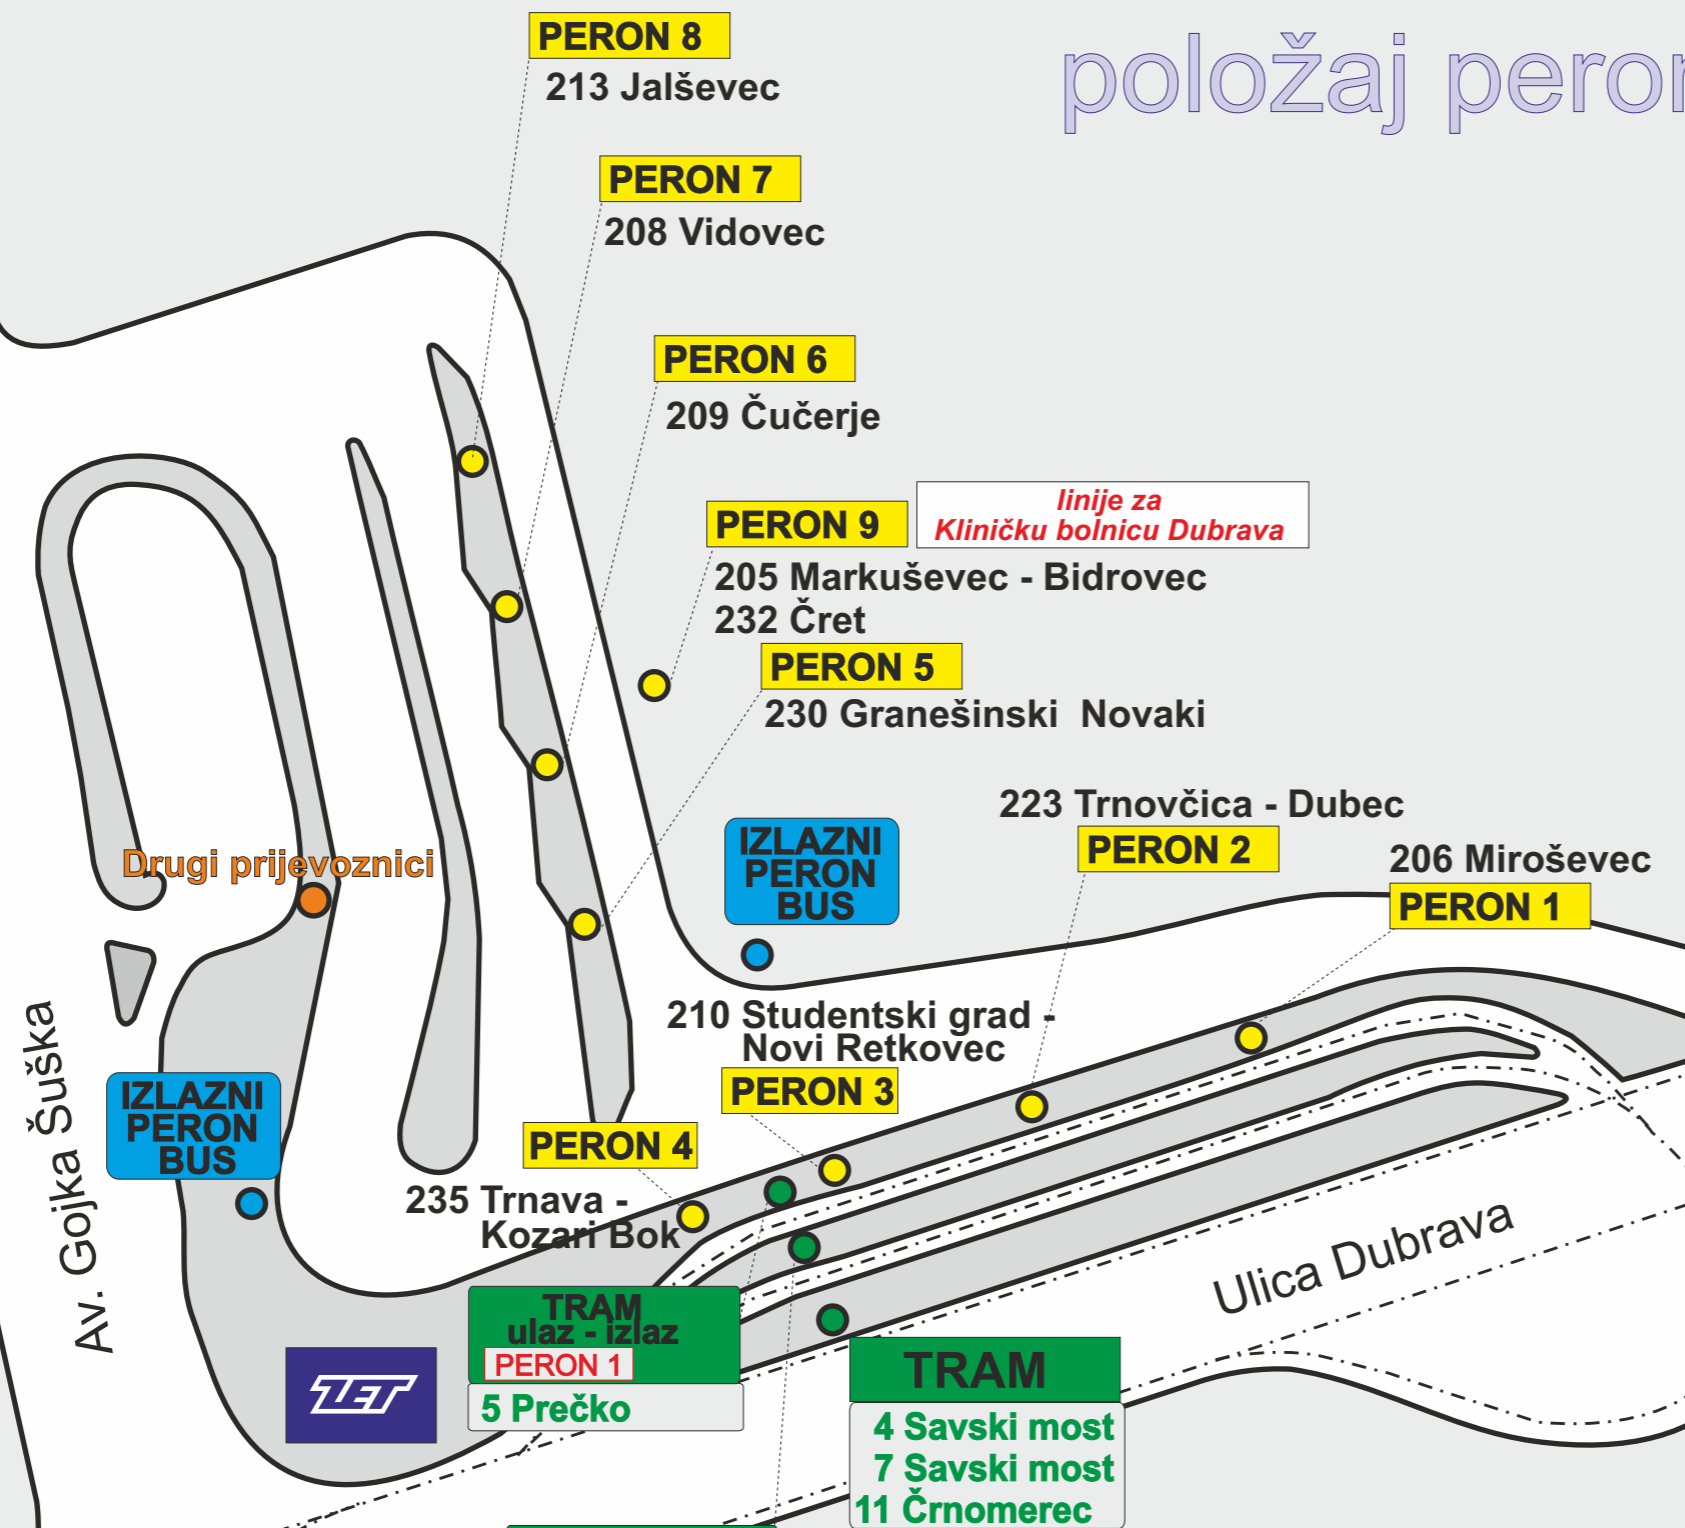 PERON 8
213 Jalševec
položaj peron
PERON 7
208 Vidovec
PERON 6
209 Čučerje
PERON 9
linije za
Kliničku bolnicu Dubrava
205 Markuševec - Bidrovec
232 Čret
PERON 5
230 Granešinski Novaki
223 Trnovčica - Dubec
PERON 2
206 Miroševec
PERON 1
IZLAZNI
PERON
BUS
Drugi prijevoznici
210 Studentski grad -
Novi Retkovec
PERON 3
Av. Gojka Šuška
IZLAZNI
PERON
BUS
PERON 4
235 Trnava -
Kozari Bok
Ulica Dubrava
TRAM
ulaz - izlaz
PERON 1
5 Prečko
ZET
TRAM
4 Savski most
7 Savski most
11 Črnomerec